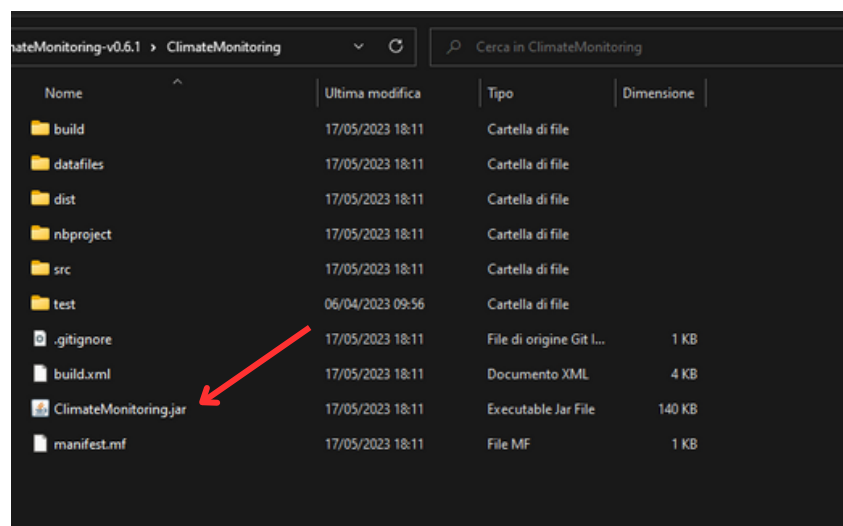 mateMonitoring-v0.6.1 › ClimateMonitoring Cerca in ClimateMonitoring
Nome Ultima modifica Tipo Dimensione
build 17/05/2023 18:11 Cartella di file
datafiles 17/05/2023 18:11 Cartella di file
dist 17/05/2023 18:11 Cartella di file
nbproject 17/05/2023 18:11 Cartella di file
src 17/05/2023 18:11 Cartella di file
test 06/04/2023 09:56 Cartella di file
.gitignore 17/05/2023 18:11 File di origine Git I... 1 KB
build.xml 17/05/2023 18:11 Documento XML 4 KB
ClimateMonitoring.jar 17/05/2023 18:11 Executable Jar File 140 KB
manifest.mf 17/05/2023 18:11 File MF 1 KB